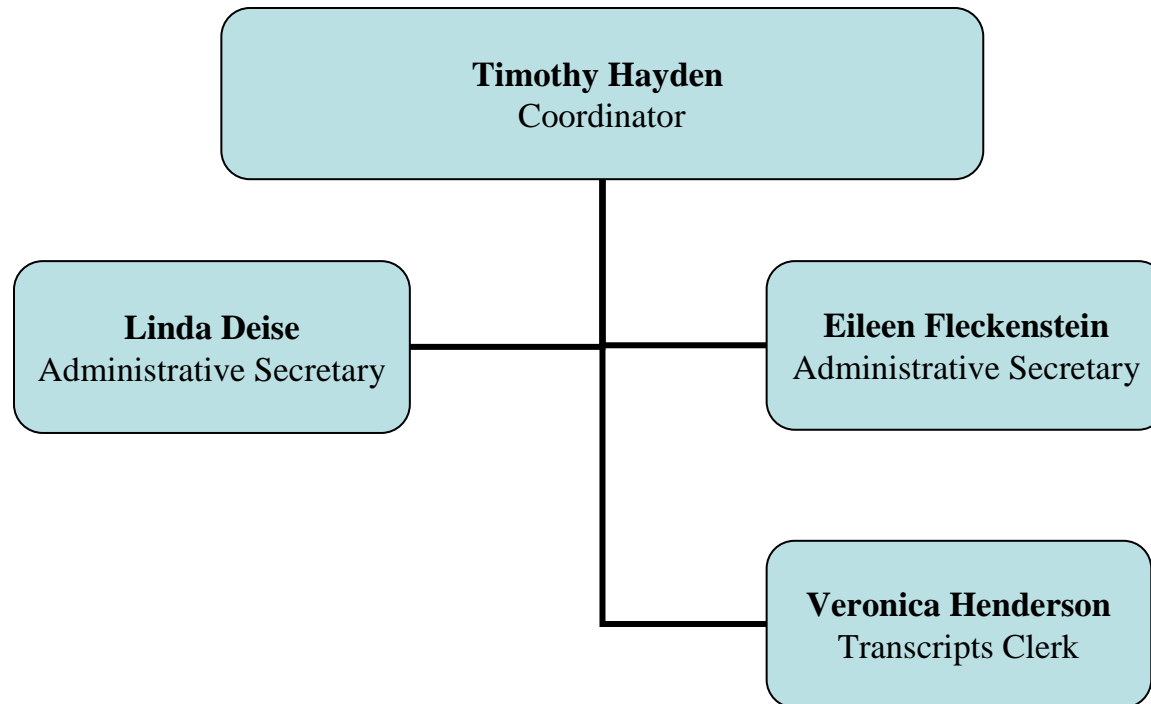 Timothy Hayden
Coordinator
Linda Deise
Administrative Secretary
Eileen Fleckenstein
Administrative Secretary
Veronica Henderson
Transcripts Clerk